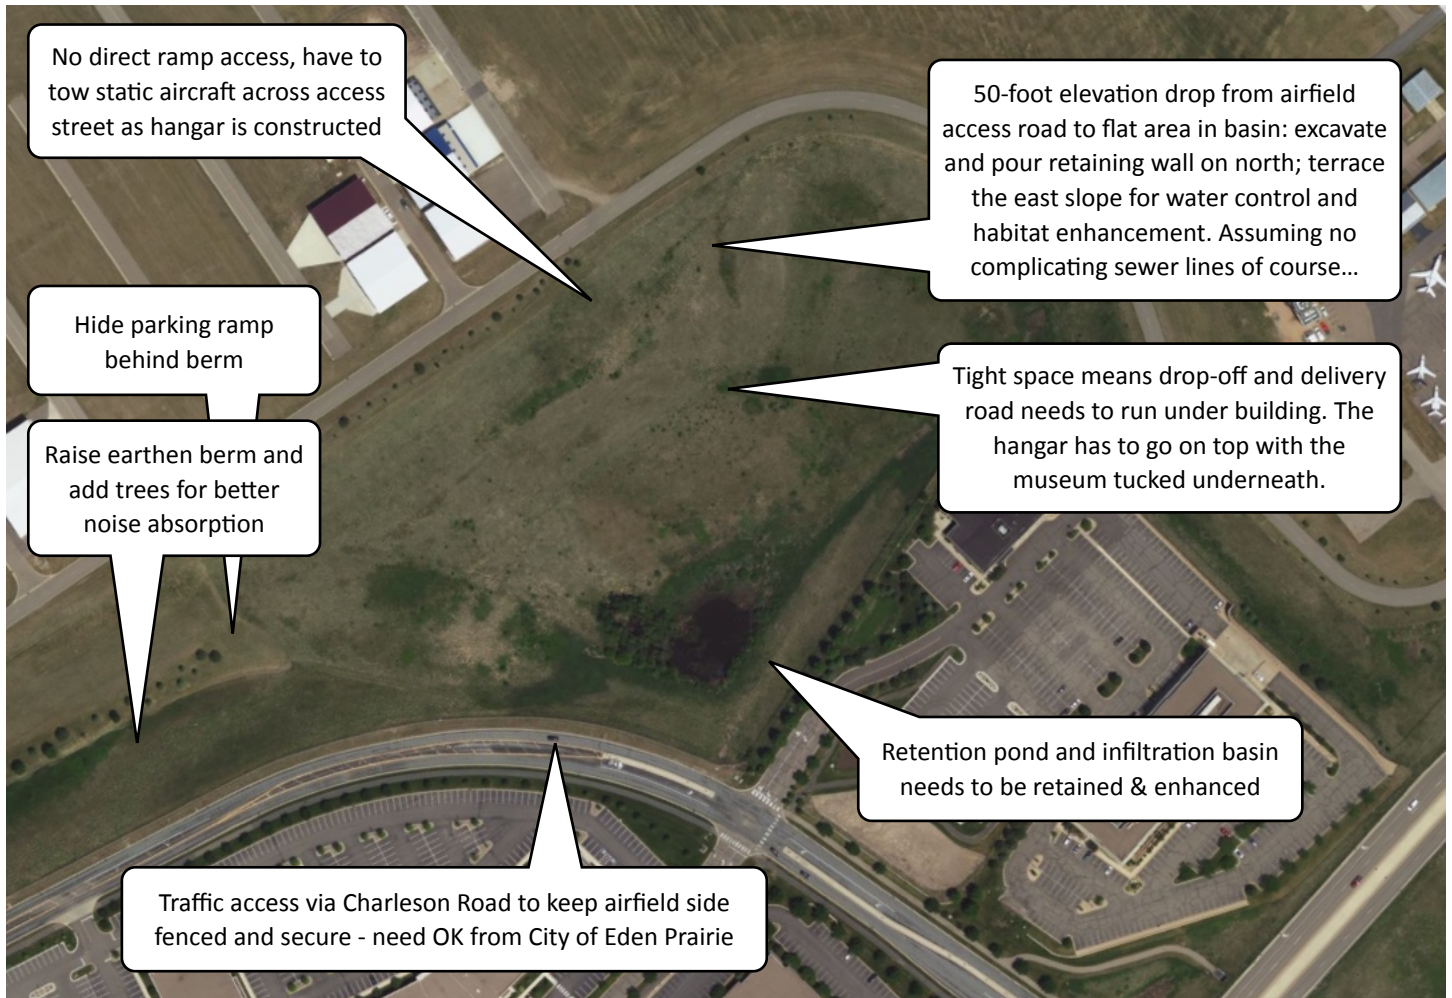 No direct ramp access, have to
tow static aircraft across access
street as hangar is constructed
50-foot elevation drop from airfield
access road to flat area in basin: excavate
and pour retaining wall on north; terrace
the east slope for water control and
habitat enhancement. Assuming no
complicating sewer lines of course…
Hide parking ramp
behind berm
Tight space means drop-off and delivery
road needs to run under building. The
hangar has to go on top with the
museum tucked underneath.
Raise earthen berm and
add trees for better
noise absorption
Retention pond and infiltration basin
needs to be retained & enhanced
Traffic access via Charleson Road to keep airfield side
fenced and secure - need OK from City of Eden Prairie